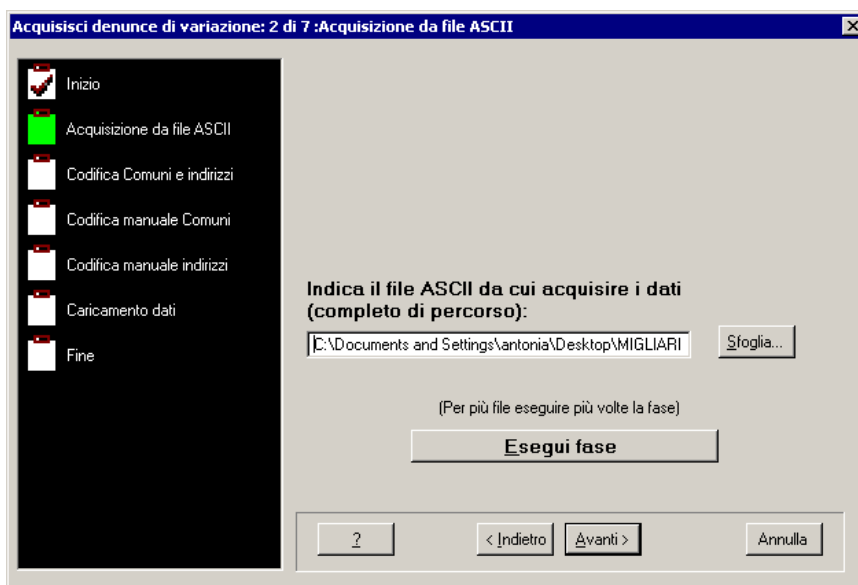 Acquisisci denunce di variazione: 2 di 7 :Acquisizione da file ASCII
Inizio
Acquisizione da file ASCII
Codifica Comuni e indirizzi
Codifica manuale Comuni
Codifica manuale indirizzi
Caricamento dati
Fine
Indica il file ASCII da cui acquisire i dati
(completo di percorso):
C:\Documents and Settings\antonia\Desktop\MIGLIARI
Sfoglia...
(Per più file eseguire più volte la fase)
Esegui fase
?
< Indietro
Avanti >
Annulla